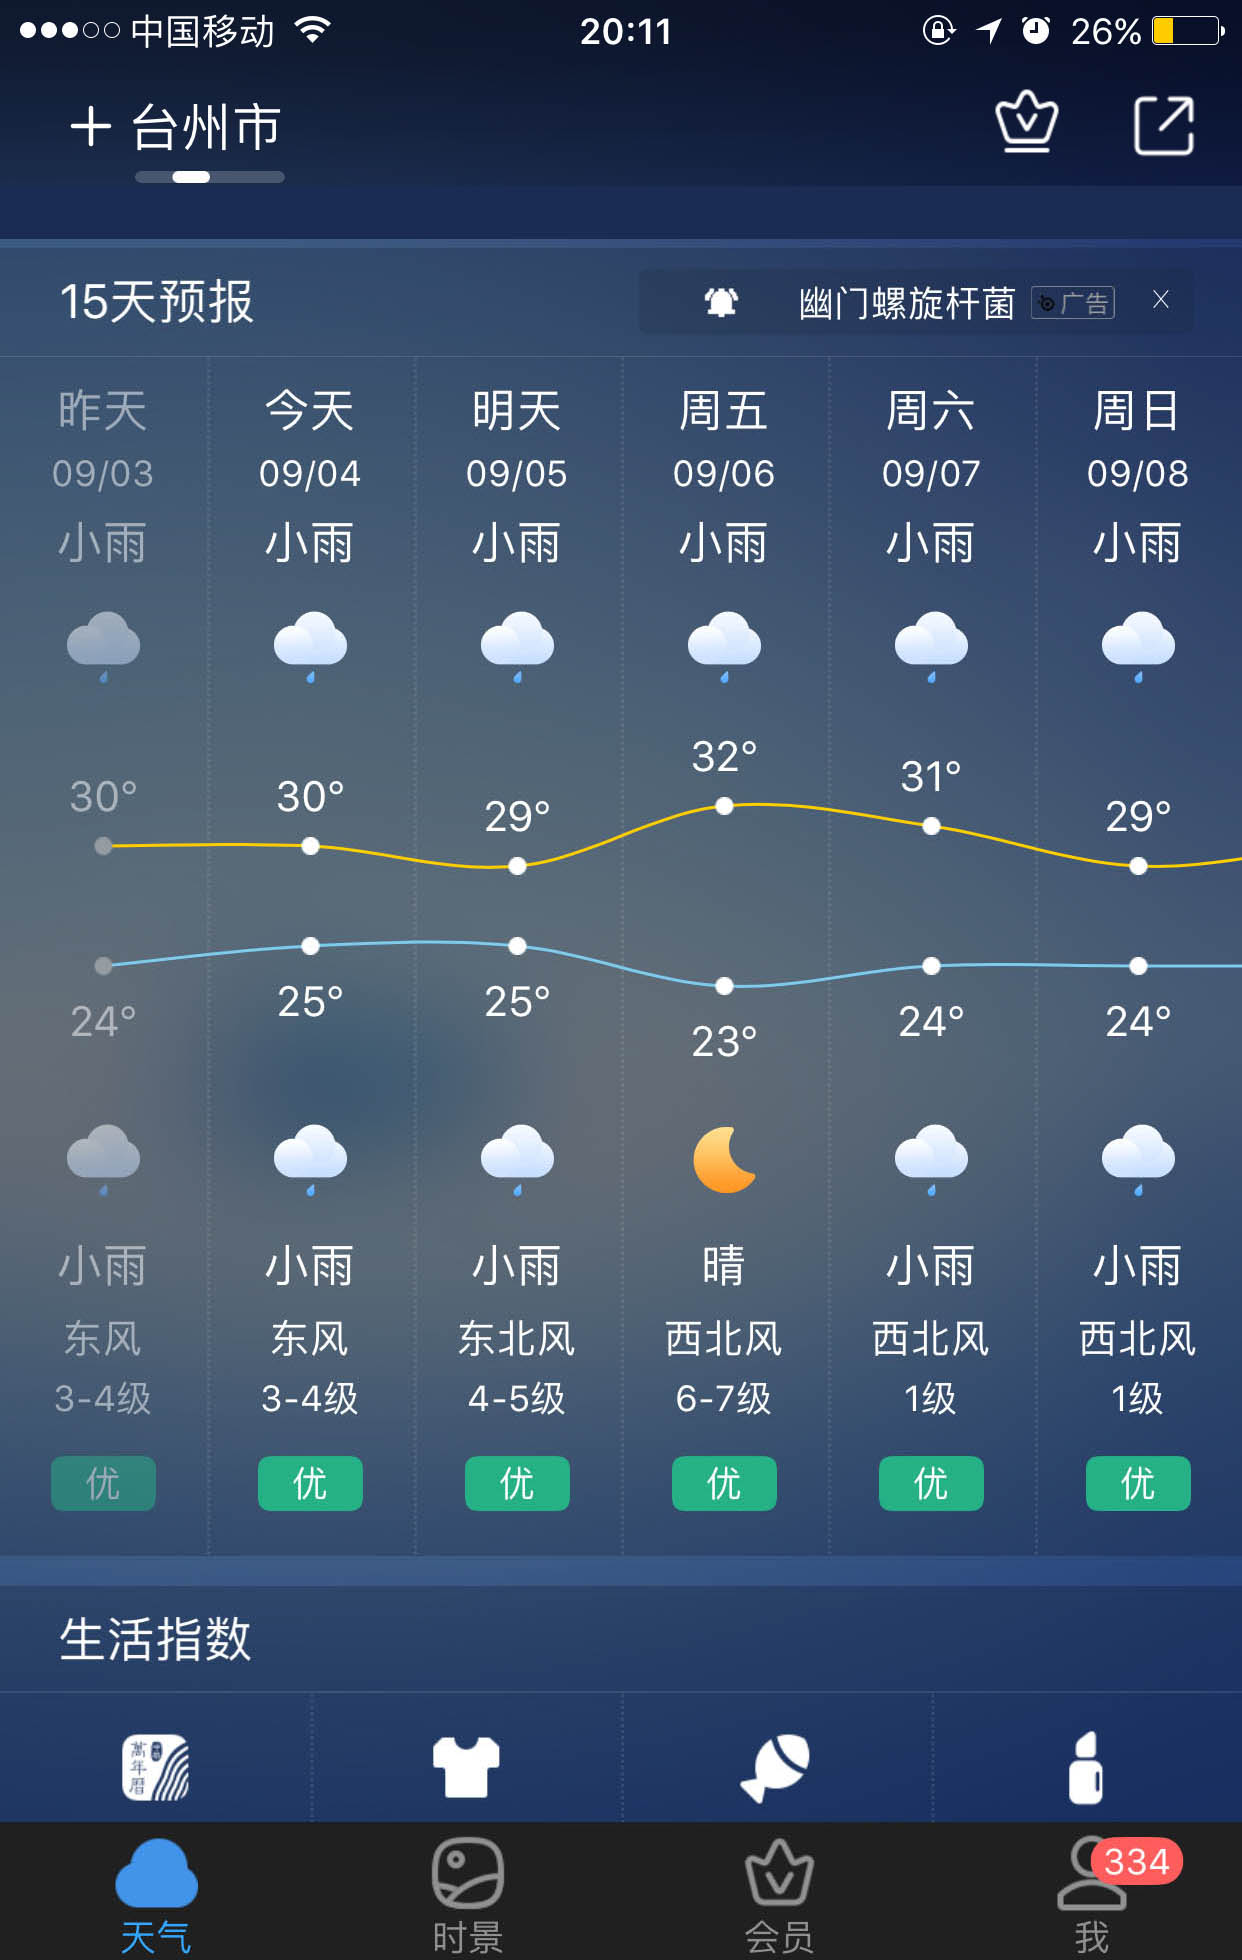 中国移动 20:11 26%
台州市
15天预报 幽门螺旋杆菌 广告 X
昨天 今天 明天 周五 周六 周日
09/03 09/04 09/05 09/06 09/07 09/08
小雨 小雨 小雨 小雨 小雨 小雨
30° 30° 29° 32° 31° 29°
24° 25° 25° 23° 24° 24°
小雨 小雨 小雨 晴 小雨 小雨
东风 东风 东北风 西北风 西北风 西北风
3-4级 3-4级 4-5级 6-7级 1级 1级
优 优 优 优 优 优
生活指数
萬年曆
334
天气 时景 会员 我